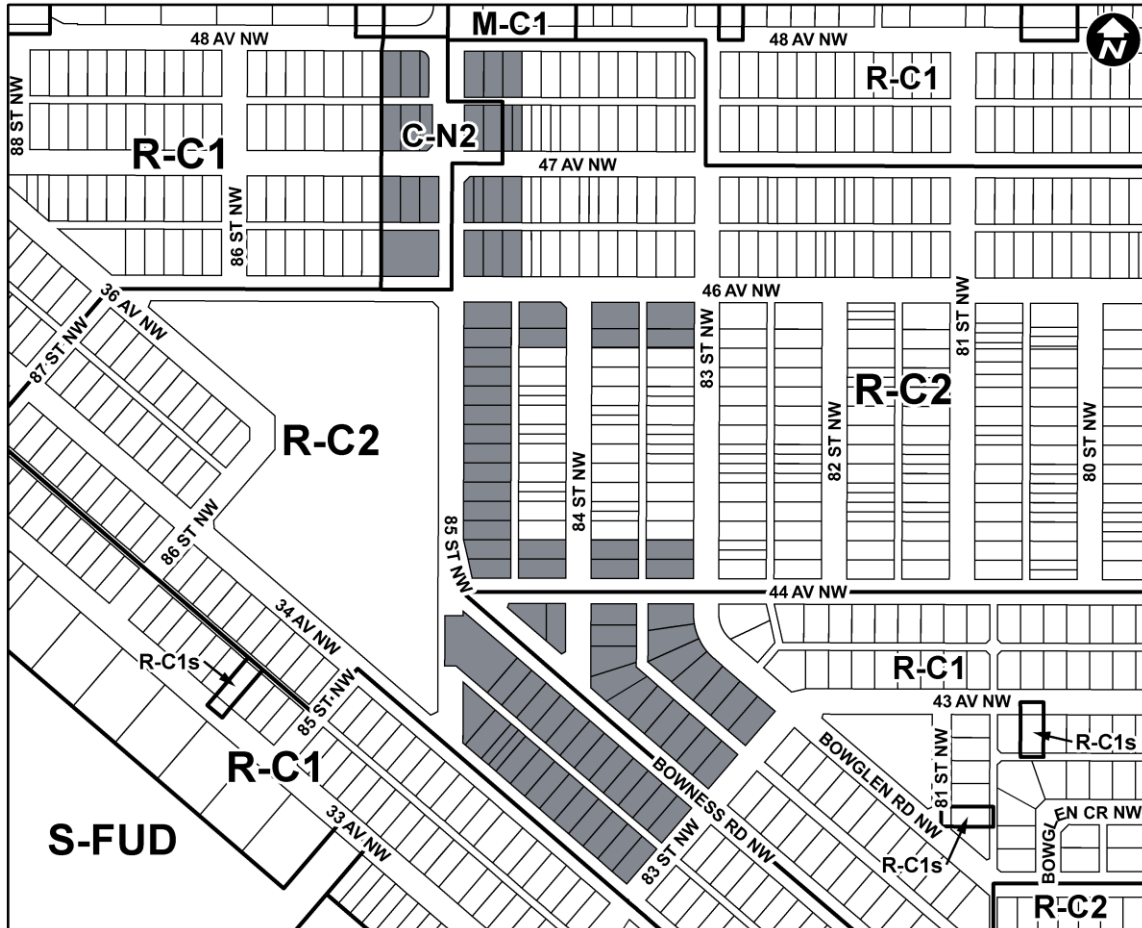 M-C1
48 AV NW
48 AV NW
N
R-C1
88 ST NW
C-N2
R-C1
47 AV NW
86 ST NW
46 AV NW
81 ST NW
36 AV NW
87 ST NW
83 ST NW
R-C2
R-C2
82 ST NW
80 ST NW
84 ST NW
86 ST NW
85 ST NW
44 AV NW
34 AV NW
R-C1s
R-C1
85 ST NW
43 AV NW
R-C1s
R-C1
BOWGLEN RD NW
81 ST NW
BOWNESS RD NW
33 AV NW
BOWGLEN CR NW
S-FUD
83 ST NW
R-C1s
R-C2